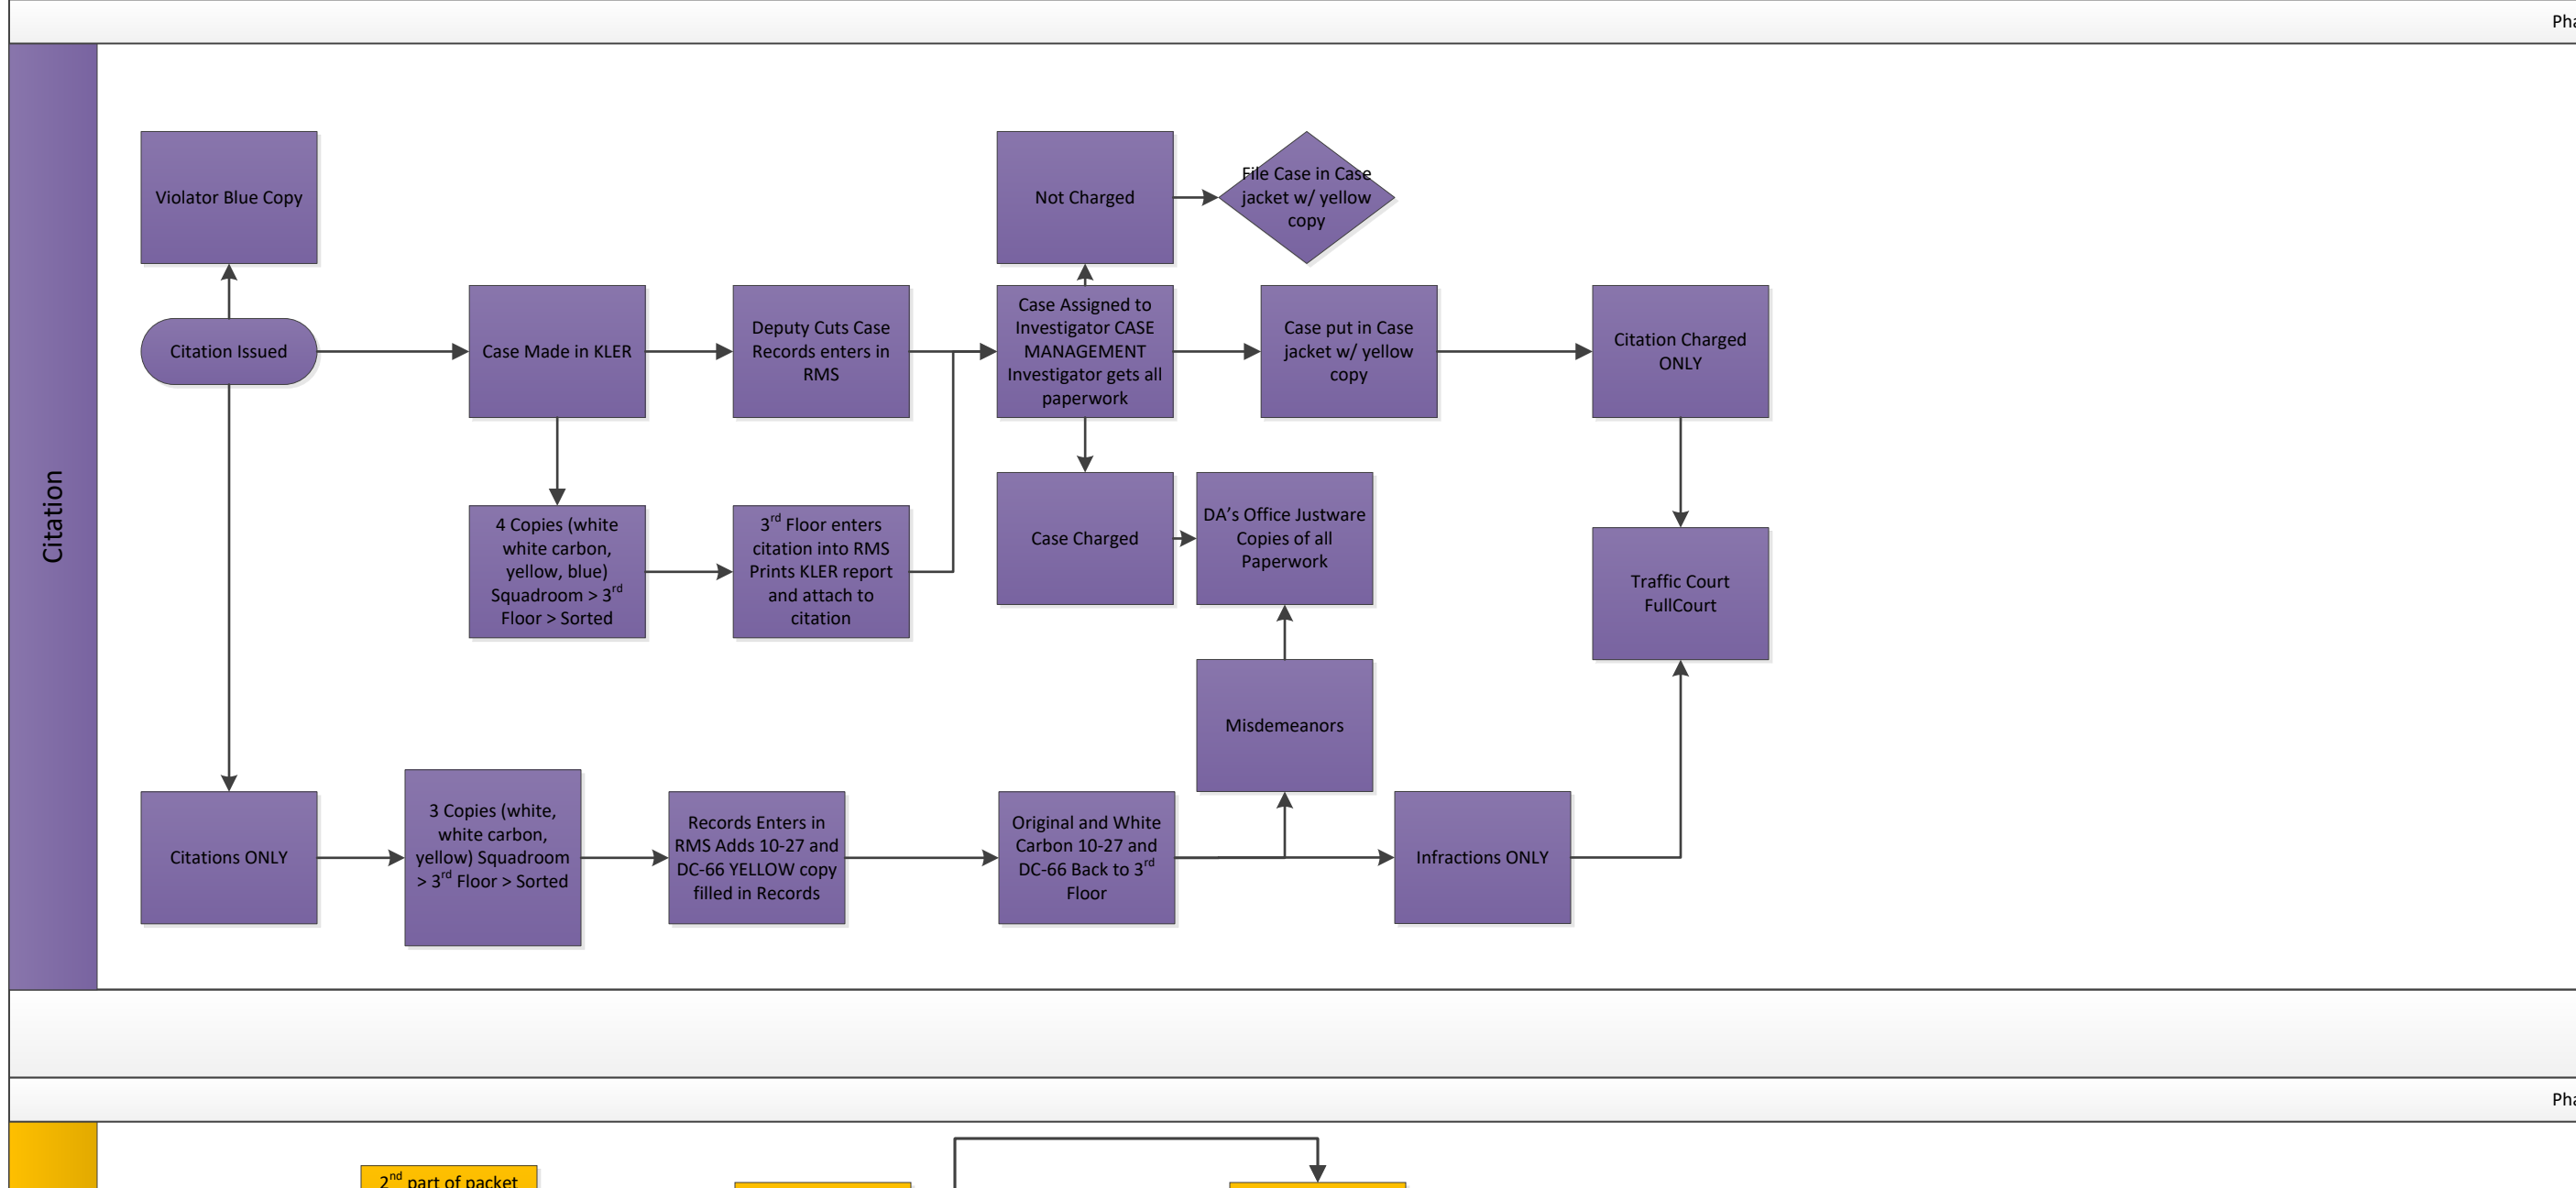 Pha
Citation
Violator Blue Copy
Not Charged
File Case in Case
jacket w/ yellow
copy
Citation Issued
Case Made in KLER
Deputy Cuts Case
Records enters in
RMS
Case Assigned to
Investigator CASE
MANAGEMENT
Investigator gets all
paperwork
Case put in Case
jacket w/ yellow
copy
Citation Charged
ONLY
4 Copies (white
white carbon,
yellow, blue)
Squadroom > 3rd
Floor > Sorted
3rd Floor enters
citation into RMS
Prints KLER report
and attach to
citation
Case Charged
DA's Office Justware
Copies of all
Paperwork
Traffic Court
FullCourt
Misdemeanors
Citations ONLY
3 Copies (white,
white carbon,
yellow) Squadroom
> 3rd Floor > Sorted
Records Enters in
RMS Adds 10-27 and
DC-66 YELLOW copy
filled in Records
Original and White
Carbon 10-27 and
DC-66 Back to 3rd
Floor
Infractions ONLY
Pha
2nd part of packet